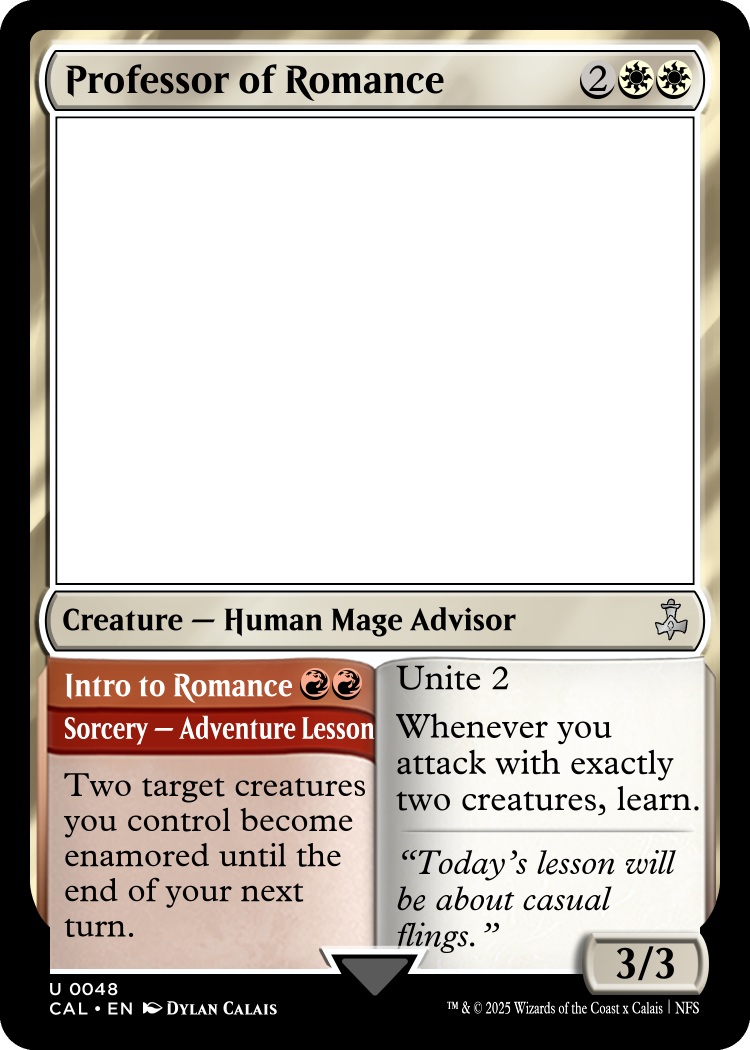 Professor of Romance 2
Creature — Human Mage Advisor
Intro to Romance
Sorcery — Adventure Lesson
Two target creatures
you control become
enamored until the
end of your next
turn.
Unite 2
Whenever you
attack with exactly
two creatures, learn.
“Today’s lesson will
be about casual
flings.”
3/3
U 0048
CAL • EN DYLAN CALAIS
™ & © 2025 Wizards of the Coast x Calais | NFS